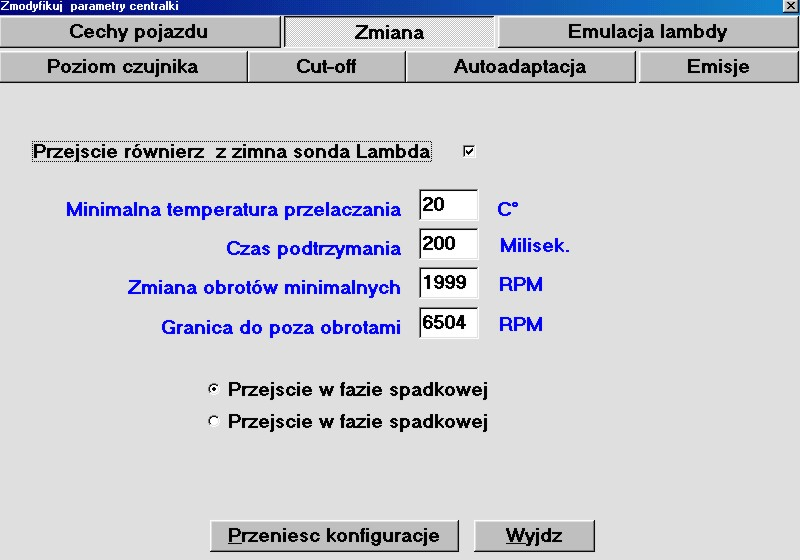 Zmodyfikuj parametry centralki
Cechy pojazdu
Zmiana
Emulacja lambdy
Poziom czujnika
Cut-off
Autoadaptacja
Emisje
Przejscie równierz z zimna sonda Lambda
Minimalna temperatura przelaczania 20 C°
Czas podtrzymania 200 Milisek.
Zmiana obrotów minimalnych 1999 RPM
Granica do poza obrotami 6504 RPM
Przejscie w fazie spadkowej
Przejscie w fazie spadkowej
Przeniesc konfiguracje
Wyjdz